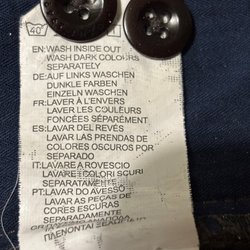 40
EN:WASH INSIDE OUT
WASH DARK COLOURS
SEPARATELY
DE:AUF LINKS WASCHEN
DUNKLE FARBEN
EINZELN WASCHEN
FR:LAVER À L'ENVERS
LAVER LES COULEURS
FONCÉES SÉPARÉMENT
ES:LAVAR DEL REVÉS
LAVAR LAS PRENDAS DE
COLORES OSCUROS POR
SEPARADO
IT:LAVARE A ROVESCIO
LAVARE I COLORI SCURI
SEPARATAMENTE
PT:LAVAR DO AVESSO
LAVAR AS PEÇAS DE
CORES ESCURAS
SEPARADAMENTE
ΠΛΕΝΟΝΤΑΙ